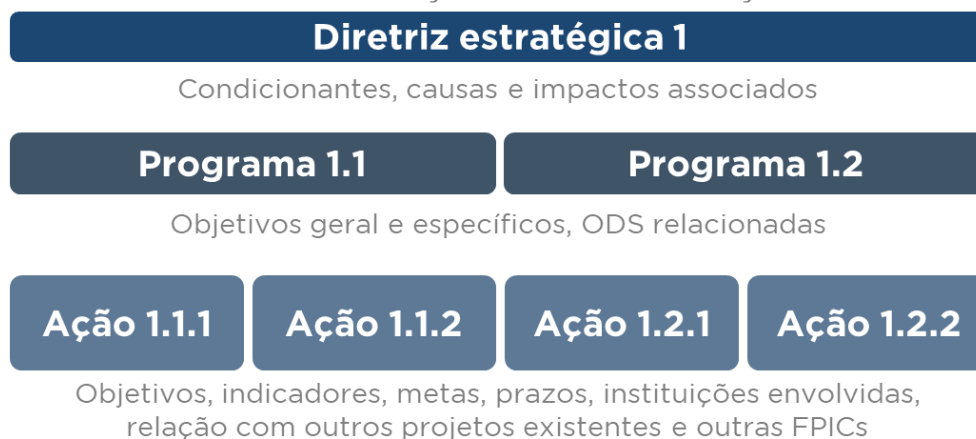 Diretriz estratégica 1
Condicionantes, causas e impactos associados
Programa 1.1 Programa 1.2
Objetivos geral e específicos, ODS relacionadas
Ação 1.1.1 Ação 1.1.2 Ação 1.2.1 Ação 1.2.2
Objetivos, indicadores, metas, prazos, instituições envolvidas,
relação com outros projetos existentes e outras FPICs